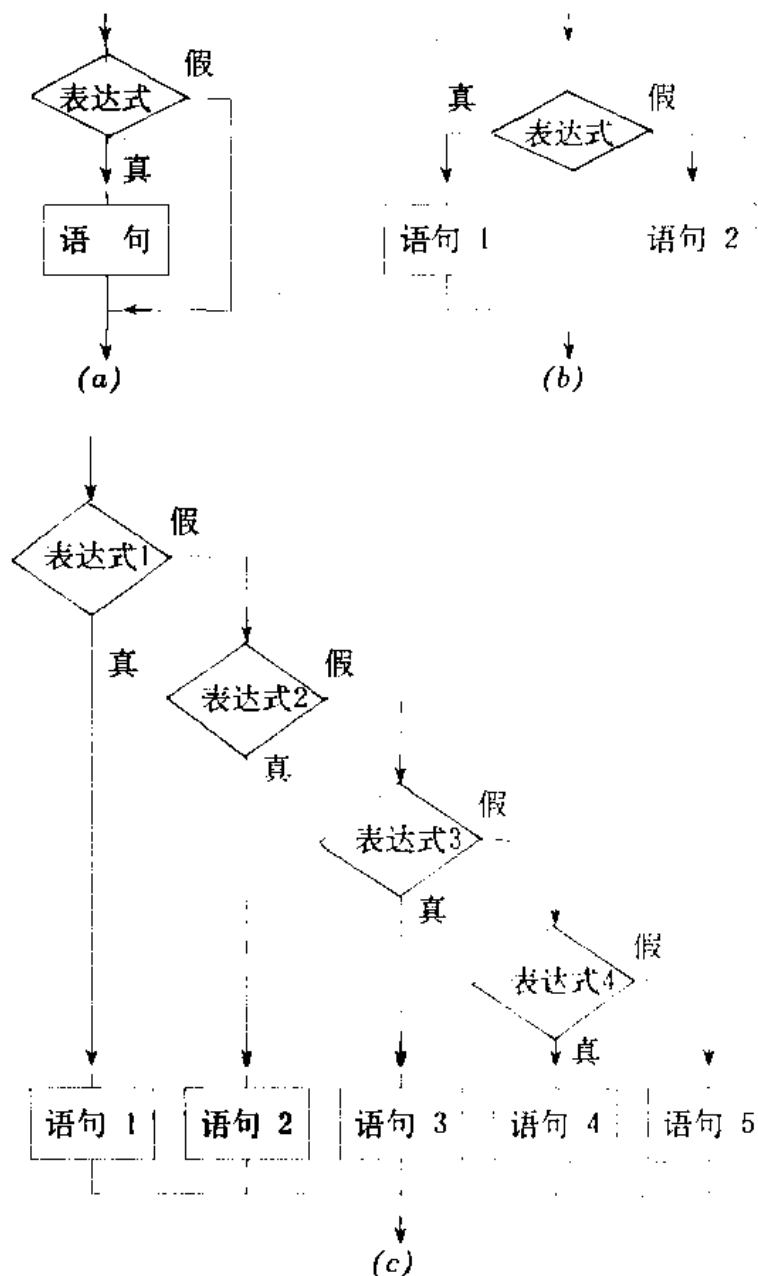 假
表达式
真
语 句
(a)
真 假
表达式
语句 1 语句 2
(b)
假
表达式1
真
假
表达式2
真
假
表达式3
真
假
表达式4
真
语句 1 语句 2 语句 3 语句 4 语句 5
(c)